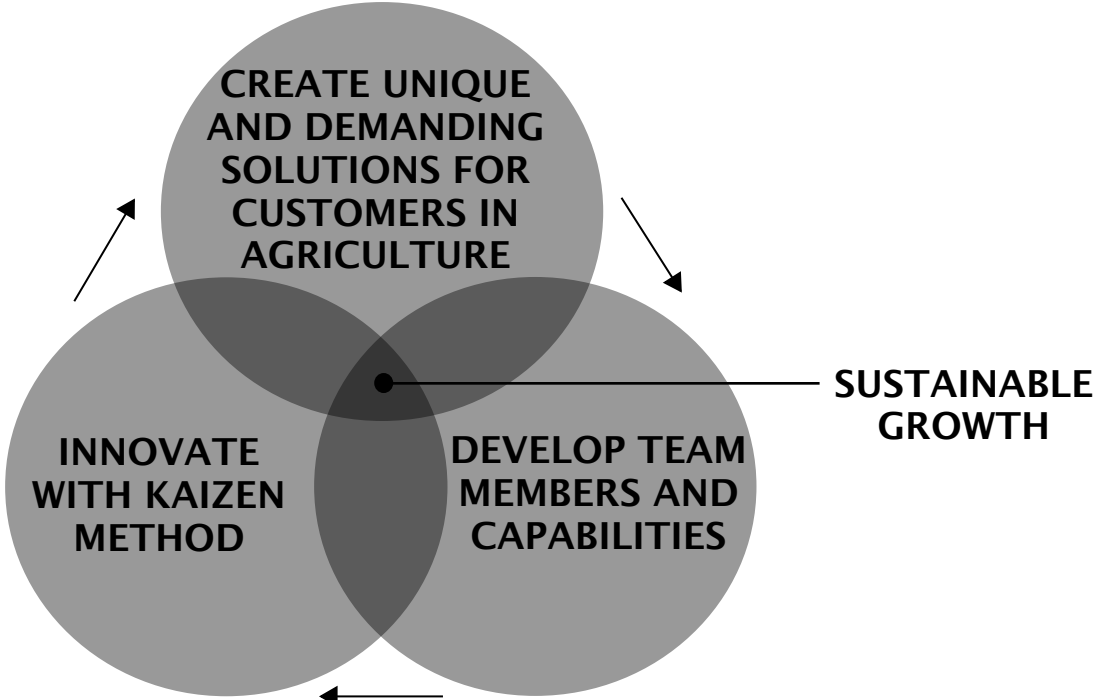 CREATE UNIQUE
AND DEMANDING
SOLUTIONS FOR
CUSTOMERS IN
AGRICULTURE
SUSTAINABLE
GROWTH
INNOVATE
WITH KAIZEN
METHOD
DEVELOP TEAM
MEMBERS AND
CAPABILITIES